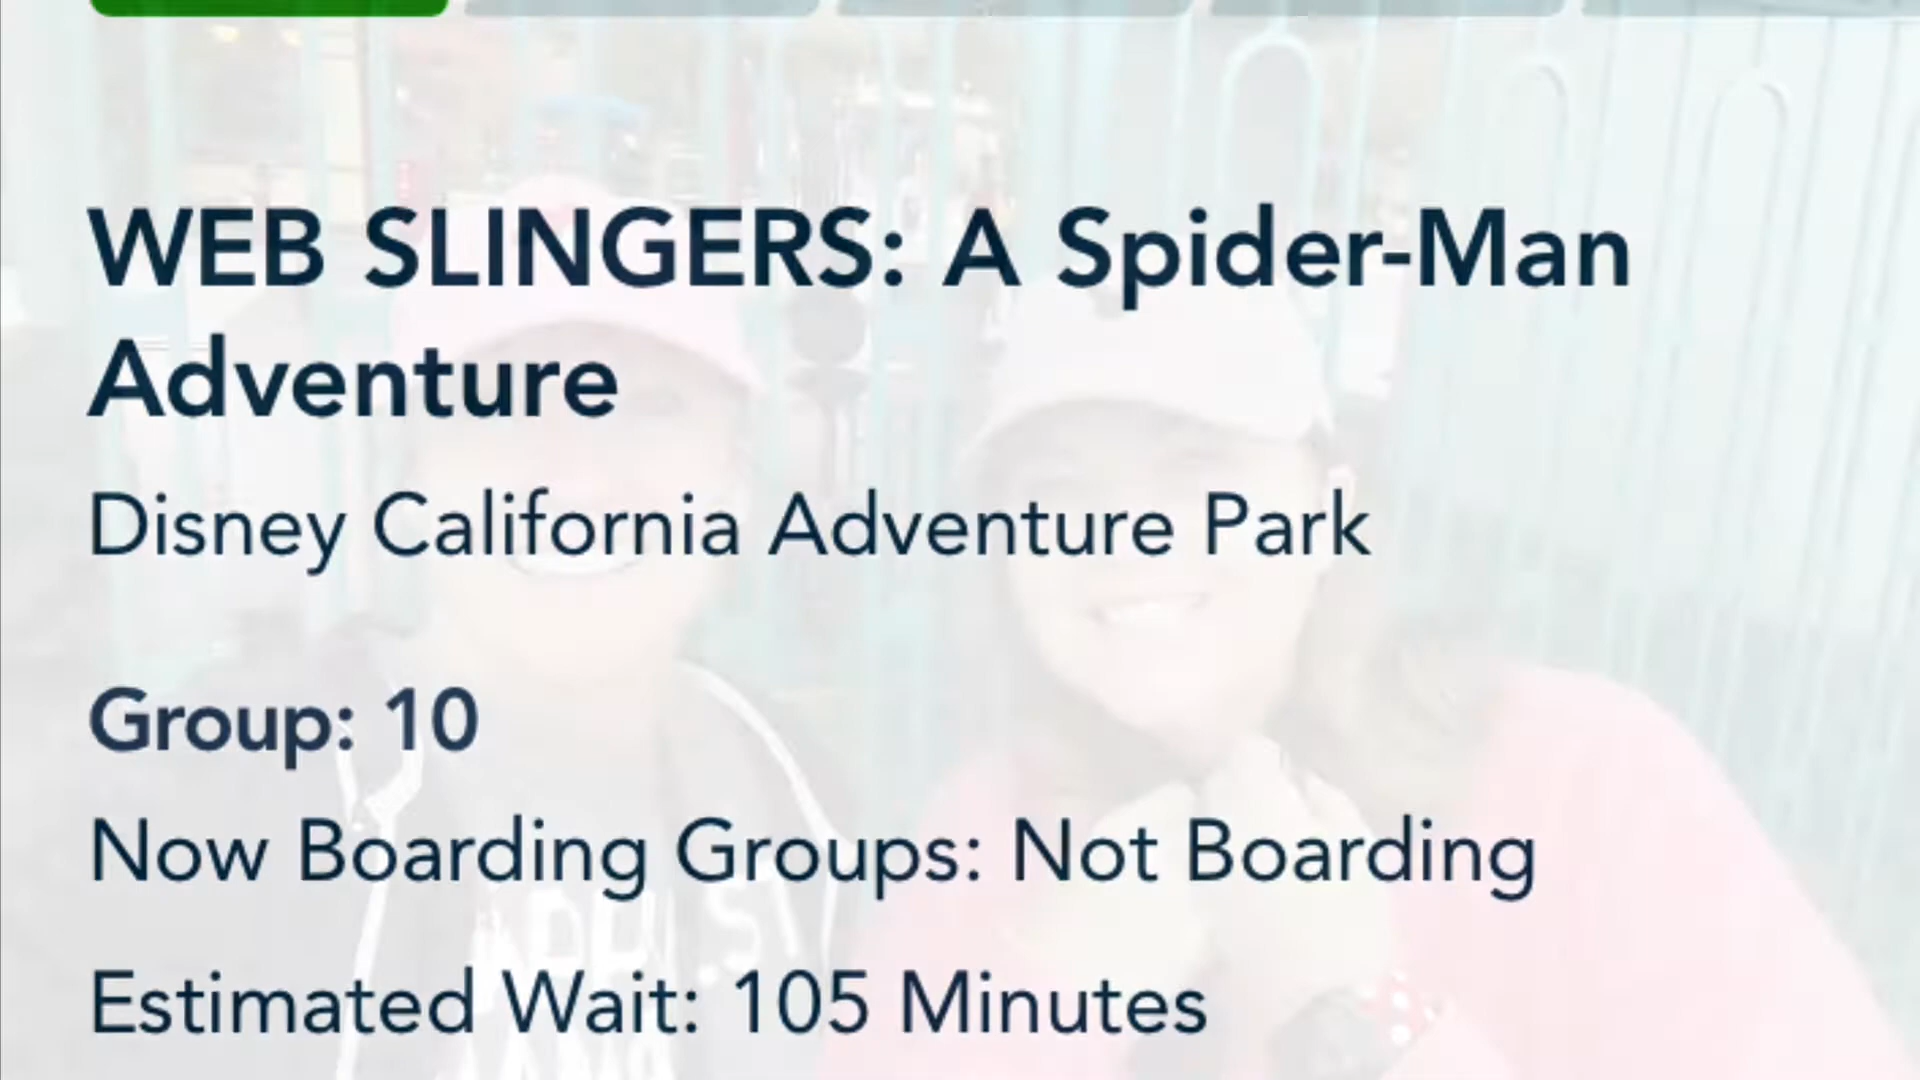 WEB SLINGERS: A Spider-Man
Adventure
Disney California Adventure Park
Group: 10
Now Boarding Groups: Not Boarding
Estimated Wait: 105 Minutes